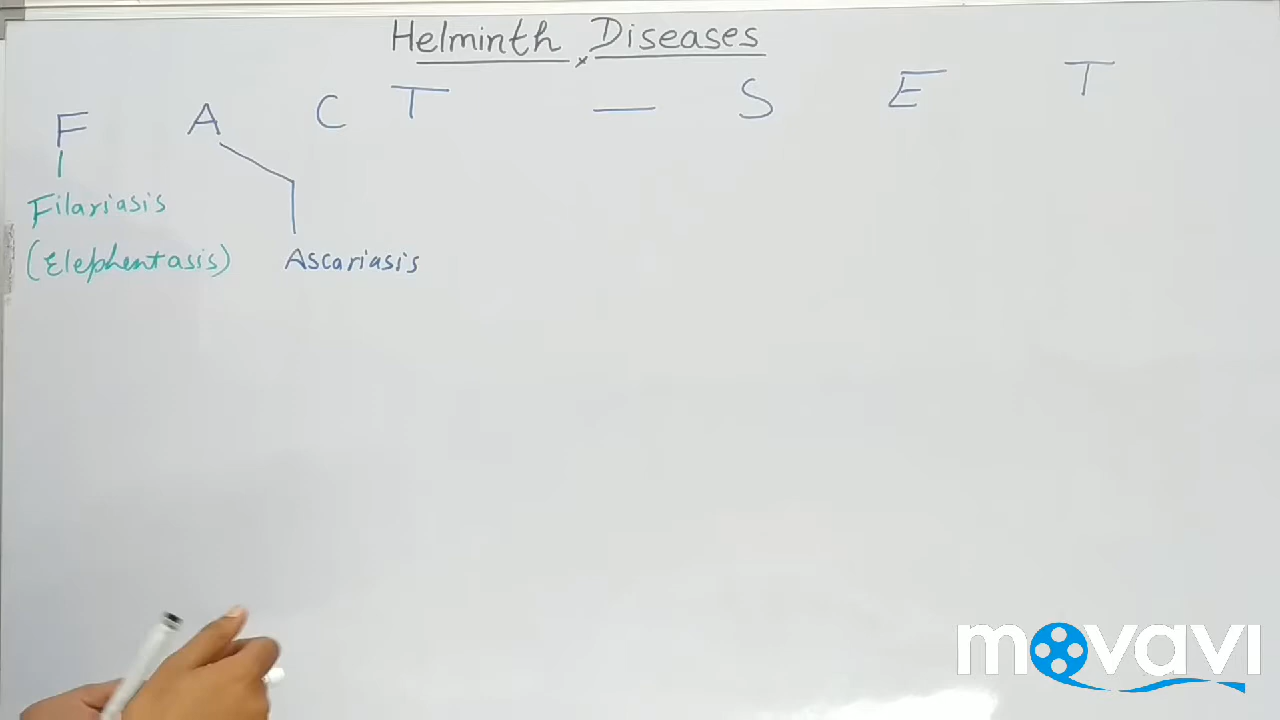 Helminth Diseases
F A C T — S E T
Filariasis
(Elephentasis)
Ascariasis
movavi